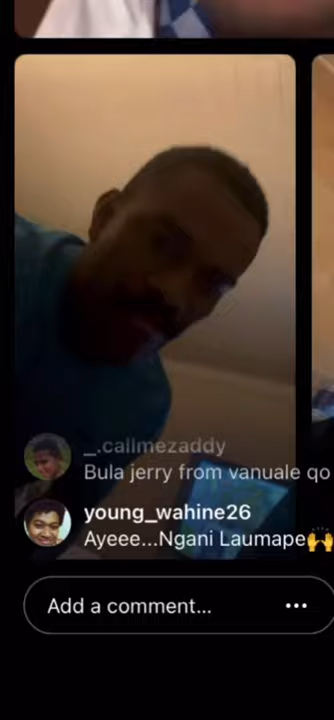 _.callmezaddy
Bula jerry from vanuale qo
young_wahine26
Ayeee...Ngani Laumape🙌
Add a comment...